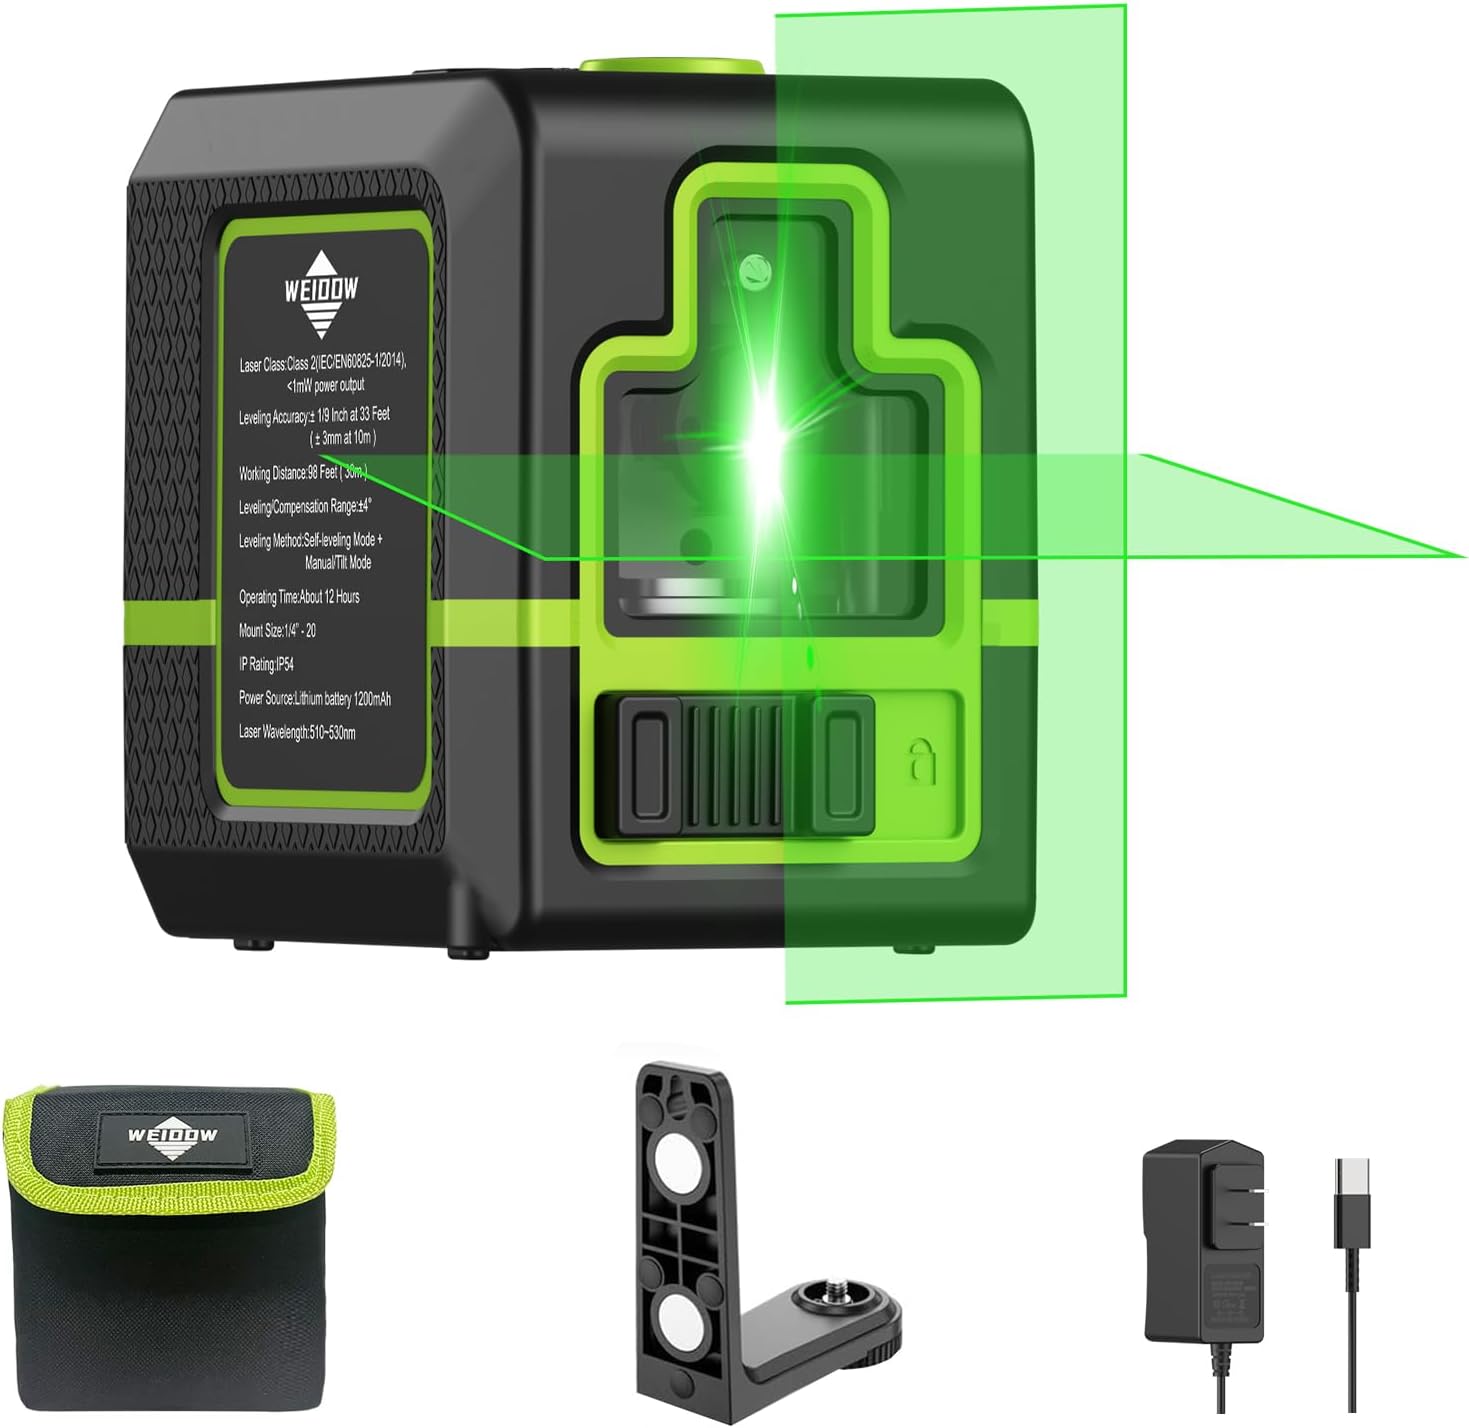 WEIDOW
Laser Class:Class 2(IEC/EN60825-1/2014),
<1mW power output
Leveling Accuracy:± 1/9 Inch at 33 Feet
( ± 3mm at 10m )
Working Distance:98 Feet ( 30m )
Leveling/Compensation Range:±4°
Leveling Method:Self-leveling Mode +
Manual/Tilt Mode
Operating Time:About 12 Hours
Mount Size:1/4" - 20
IP Rating:IP54
Power Source:Lithium battery 1200mAh
Laser Wavelength:510~530nm
WEIDOW